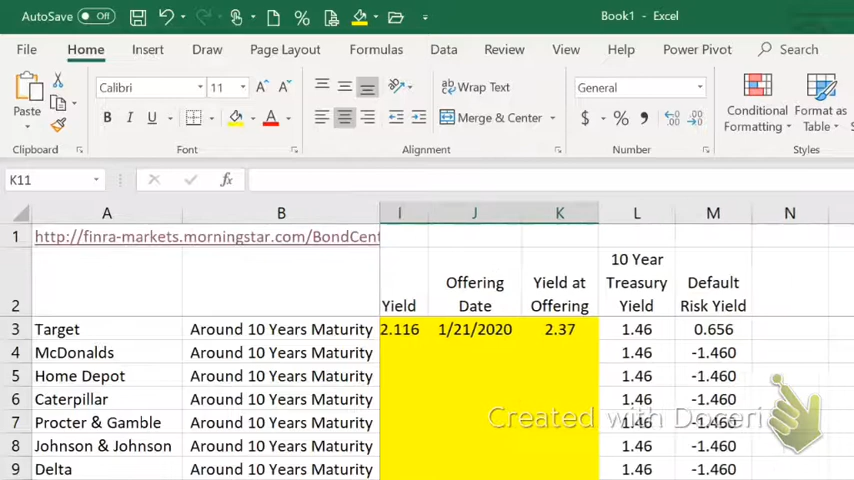 AutoSave Off Book1 - Excel
File Home Insert Draw Page Layout Formulas Data Review View Help Power Pivot Search
Paste Calibri 11 Wrap Text General Conditional Format as
B I U Merge & Center $ % Formatting Table
Clipboard Font Alignment Number Styles
K11 fx
A B I J K L M N
1 http://finra-markets.morningstar.com/BondCent
10 Year
Offering Yield at Treasury Default
2 Yield Date Offering Yield Risk Yield
3 Target Around 10 Years Maturity 2.116 1/21/2020 2.37 1.46 0.656
4 McDonalds Around 10 Years Maturity 1.46 -1.460
5 Home Depot Around 10 Years Maturity 1.46 -1.460
6 Caterpillar Around 10 Years Maturity 1.46 -1.460
Created with Doceri
7 Procter & Gamble Around 10 Years Maturity 1.46 -1.460
8 Johnson & Johnson Around 10 Years Maturity 1.46 -1.460
9 Delta Around 10 Years Maturity 1.46 -1.460